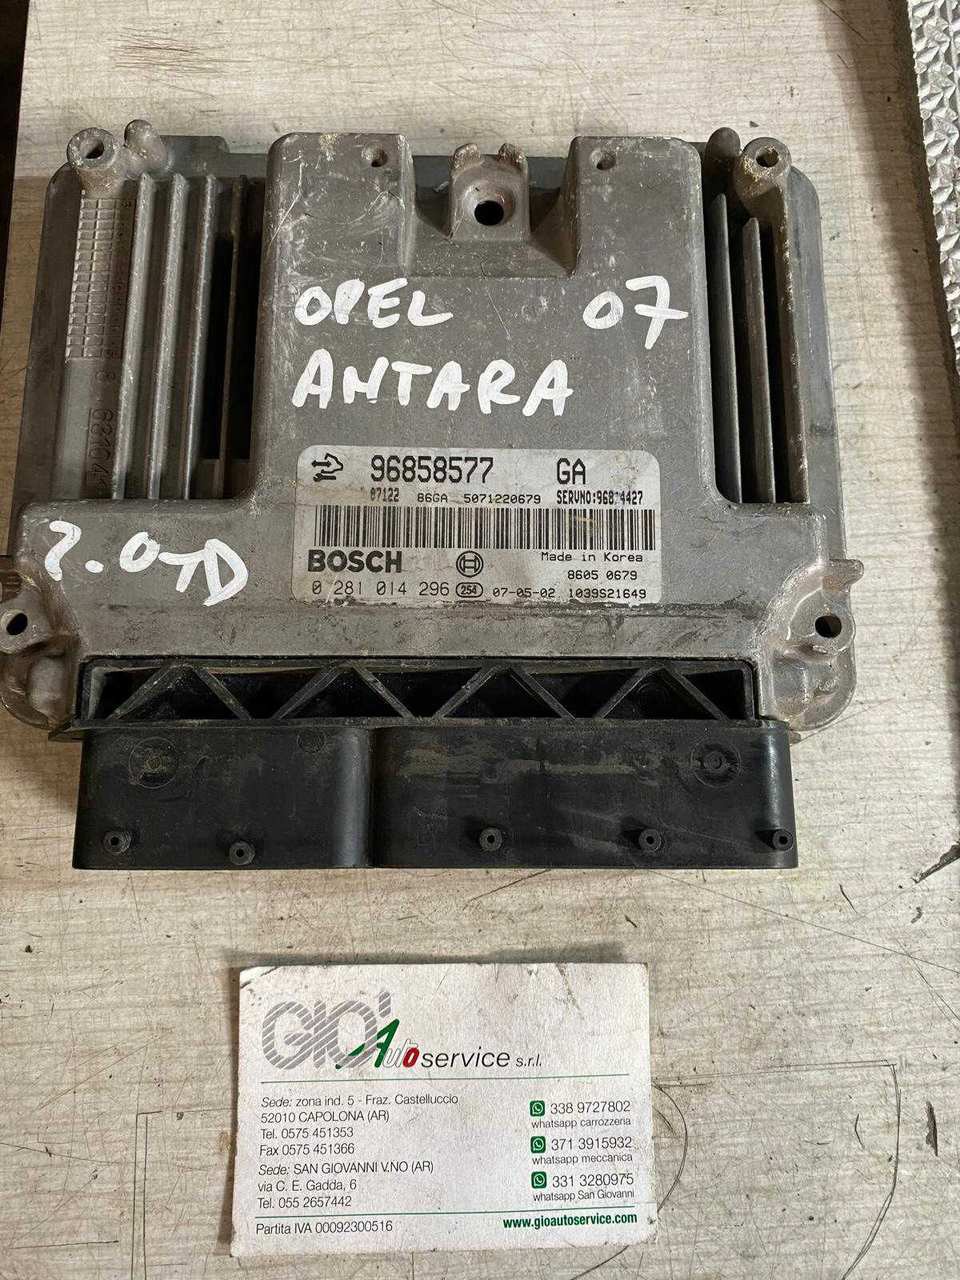 OPEL 07
ANTARA
2.0TD
96858577 GA
07122 86GA 5071220679
BOSCH Made in Korea
8605 0679
0 281 014 296 254 07-05-02 1039S21649
GIO' Auto service s.r.l.
Sede: zona ind. 5 - Fraz. Castelluccio
52010 CAPOLONA (AR)
Tel. 0575 451353
Fax 0575 451366
Sede: SAN GIOVANNI V.NO (AR)
via C. E. Gadda, 6
Tel. 055 2657442
Partita IVA 00092300516
338 9727802
whatsapp carrozzeria
371 3915932
whatsapp meccanica
331 3280975
whatsapp San Giovanni
www.gioautoservice.com